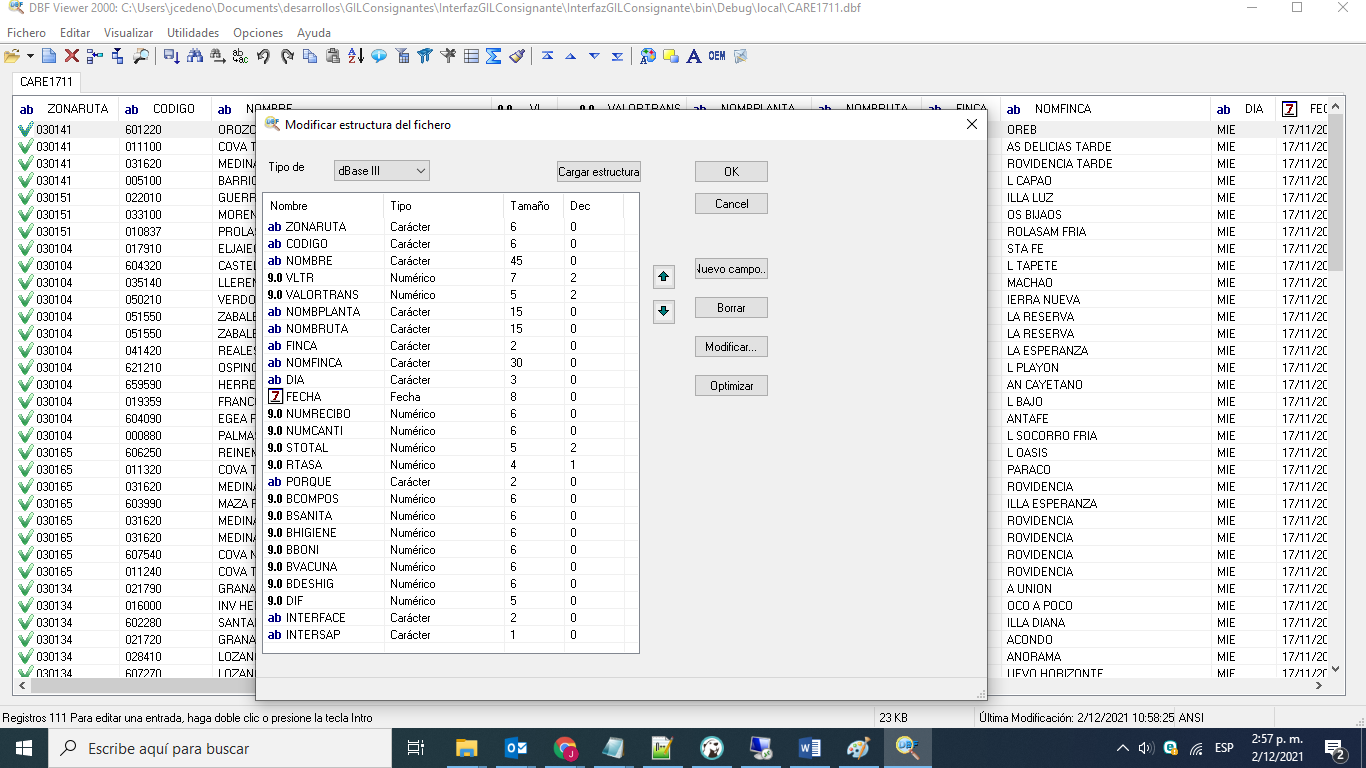 DBF Viewer 2000: C:\Users\jcedeno\Documents\desarrollos\GILConsignantes\InterfazGILConsignante\InterfazGILConsignante\bin\Debug\local\CARE1711.dbf
Fichero Editar Visualizar Utilidades Opciones Ayuda
OEM
CARE1711
ab ZONARUTA ab CODIGO ab NOMBRE 9.0 VL 9.0 VALORTRANS ab NOMBPLANTA ab NOMBRUTA ab FINCA ab NOMFINCA ab DIA 7 FEC
Modificar estructura del fichero
Tipo de dBase III Cargar estructura OK
Cancel
Nuevo campo..
Borrar
Modificar...
Optimizar
Nombre Tipo Tamaño Dec
ab ZONARUTA Carácter 6 0
ab CODIGO Carácter 6 0
ab NOMBRE Carácter 45 0
9.0 VLTR Numérico 7 2
9.0 VALORTRANS Numérico 5 2
ab NOMBPLANTA Carácter 15 0
ab NOMBRUTA Carácter 15 0
ab FINCA Carácter 2 0
ab NOMFINCA Carácter 30 0
ab DIA Carácter 3 0
7 FECHA Fecha 8 0
9.0 NUMRECIBO Numérico 6 0
9.0 NUMCANTI Numérico 6 0
9.0 STOTAL Numérico 5 2
9.0 RTASA Numérico 4 1
ab PORQUE Carácter 2 0
9.0 BCOMPOS Numérico 6 0
9.0 BSANITA Numérico 6 0
9.0 BHIGIENE Numérico 6 0
9.0 BBONI Numérico 6 0
9.0 BVACUNA Numérico 6 0
9.0 BDESHIG Numérico 6 0
9.0 DIF Numérico 5 0
ab INTERFACE Carácter 2 0
ab INTERSAP Carácter 1 0
030141 601220 OROZO OREB MIE 17/11/20
030141 011100 COVA T AS DELICIAS TARDE MIE 17/11/20
030141 031620 MEDINA ROVIDENCIA TARDE MIE 17/11/20
030141 005100 BARRIO L CAPAO MIE 17/11/20
030151 022010 GUERR ILLA LUZ MIE 17/11/20
030151 033100 MOREN OS BIJAOS MIE 17/11/20
030151 010837 PROLAS ROLASAM FRIA MIE 17/11/20
030104 017910 ELJAIE STA FE MIE 17/11/20
030104 604320 CASTEL L TAPETE MIE 17/11/20
030104 035140 LLEREN MACHAO MIE 17/11/20
030104 050210 VERDO IERRA NUEVA MIE 17/11/20
030104 051550 ZABALE LA RESERVA MIE 17/11/20
030104 051550 ZABALE LA RESERVA MIE 17/11/20
030104 041420 REALES LA ESPERANZA MIE 17/11/20
030104 621210 OSPINO L PLAYON MIE 17/11/20
030104 659590 HERRE AN CAYETANO MIE 17/11/20
030104 019359 FRANC L BAJO MIE 17/11/20
030104 604090 EGEA F ANTAFE MIE 17/11/20
030104 000880 PALMA L SOCORRO FRIA MIE 17/11/20
030165 606250 REINEM L OASIS MIE 17/11/20
030165 011320 COVA T PARACO MIE 17/11/20
030165 031620 MEDINA ROVIDENCIA MIE 17/11/20
030165 603990 MAZA F ILLA ESPERANZA MIE 17/11/20
030165 031620 MEDINA ROVIDENCIA MIE 17/11/20
030165 031620 MEDINA ROVIDENCIA MIE 17/11/20
030165 607540 COVA N ROVIDENCIA MIE 17/11/20
030165 011240 COVA T ROVIDENCIA MIE 17/11/20
030134 021790 GRANA A UNION MIE 17/11/20
030134 016000 INV HE OCO A POCO MIE 17/11/20
030134 602280 SANTA ILLA DIANA MIE 17/11/20
030134 021720 GRANA ACONDO MIE 17/11/20
030134 028410 LOZAN ANORAMA MIE 17/11/20
030134 607270 LOZAN UEVO HORIZONTE MIE 17/11/20
Registros 111 Para editar una entrada, haga doble clic o presione la tecla Intro 23 KB Última Modificación: 2/12/2021 10:58:25 ANSI
Escribe aquí para buscar ESP 2:57 p. m.
2/12/2021 2